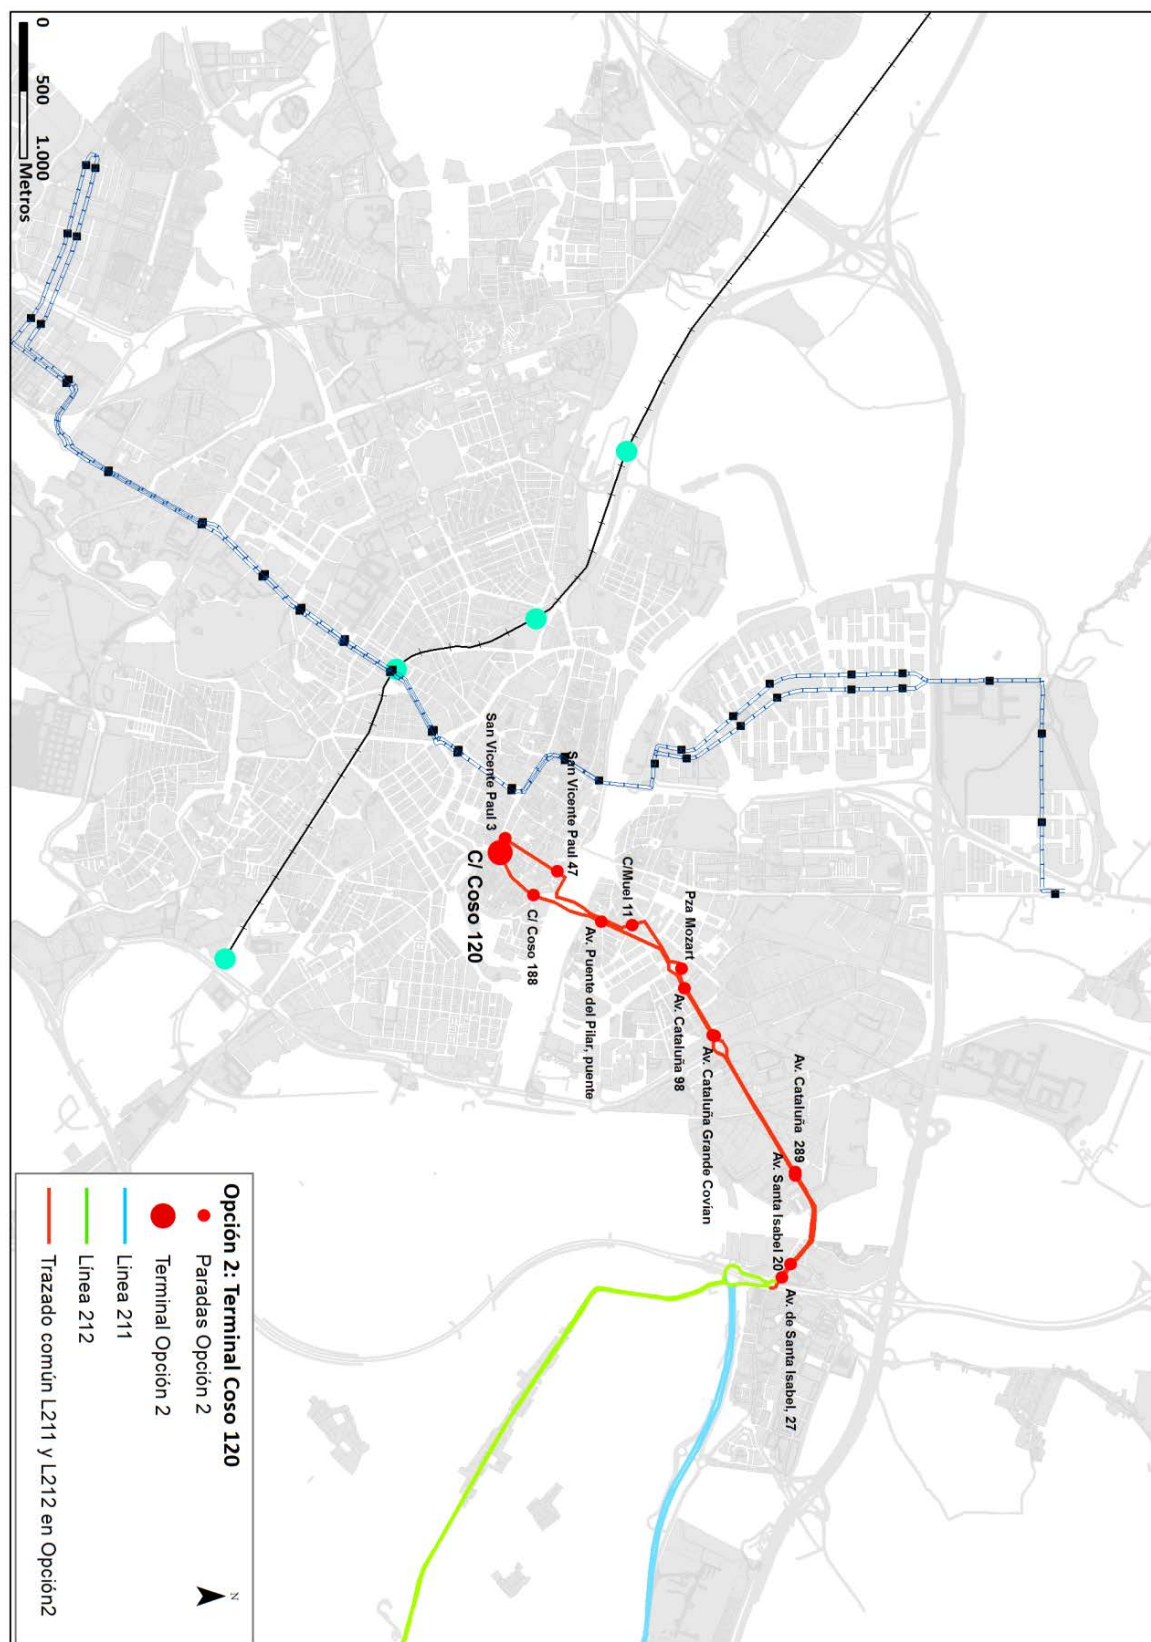 0 500 1.000
Metros
San Vicente Paul 3
San Vicente Paul 47
C/ Coso 120
C/ Coso 188
C/Muel 11
Av. Puente del Pilar, puente
Pza Mozart
Av. Cataluña 98
Av. Cataluña Grande Covían
Av. Cataluña 289
Av. Santa Isabel 20
Av. de Santa Isabel, 27
Opción 2: Terminal Coso 120
Paradas Opción 2
Terminal Opción 2
Linea 211
Línea 212
Trazado común L211 y L212 en Opción2
N